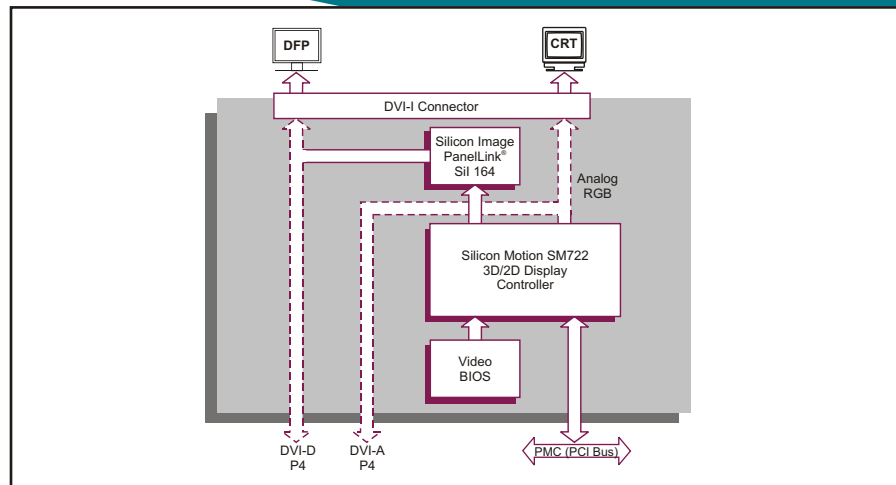 DFP
CRT
DVI-I Connector
Silicon Image
PanelLink®
SiI 164
Analog
RGB
Silicon Motion SM722
3D/2D Display
Controller
Video
BIOS
DVI-D
P4
DVI-A
P4
PMC (PCI Bus)